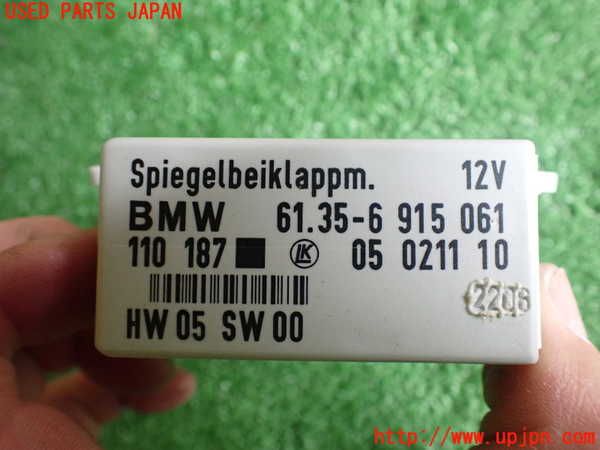 USED PARTS JAPAN
Spiegelbeiklappm. 12V
BMW 61.35-6 915 061
110 187 LK 05 0211 10
HW 05 SW 00
2206
http://www.upjpn.com/